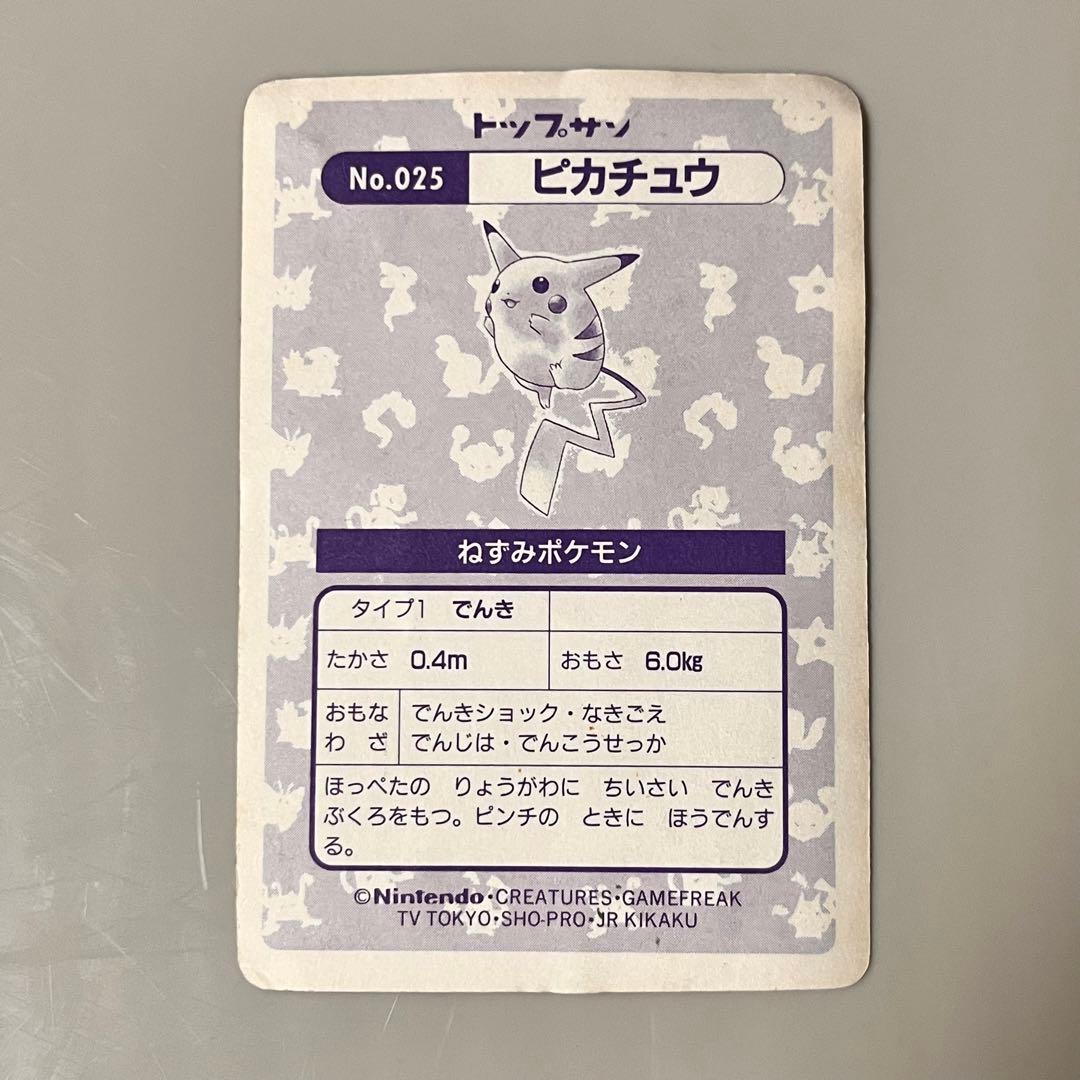 トップサン
No.025 ピカチュウ
ねずみポケモン
タイプ1 でんき
たかさ 0.4m おもさ 6.0kg
おもな でんきショック・なきごえ
わ ざ でんじは・でんこうせっか
ほっぺたの りょうがわに ちいさい でんき
ぶくろをもつ。ピンチの ときに ほうでんす
る。
©Nintendo・CREATURES・GAMEFREAK
TV TOKYO・SHO-PRO・JR KIKAKU